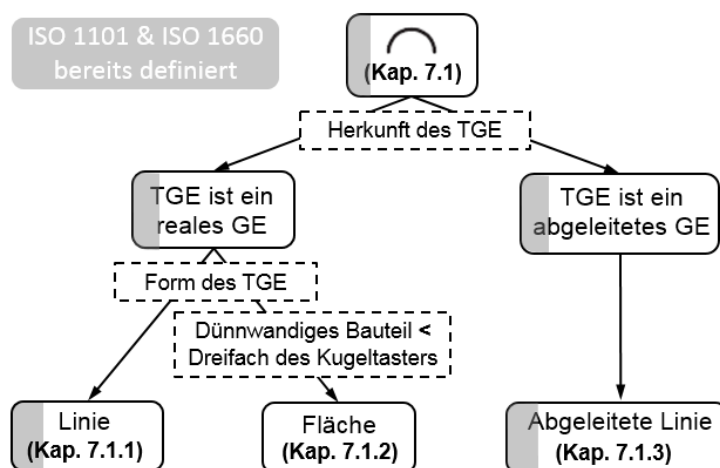 ISO 1101 & ISO 1660
bereits definiert
(Kap. 7.1)
Herkunft des TGE
TGE ist ein
reales GE
TGE ist ein
abgeleitetes GE
Form des TGE
Dünnwandiges Bauteil <
Dreifach des Kugeltasters
Linie
(Kap. 7.1.1)
Fläche
(Kap. 7.1.2)
Abgeleitete Linie
(Kap. 7.1.3)